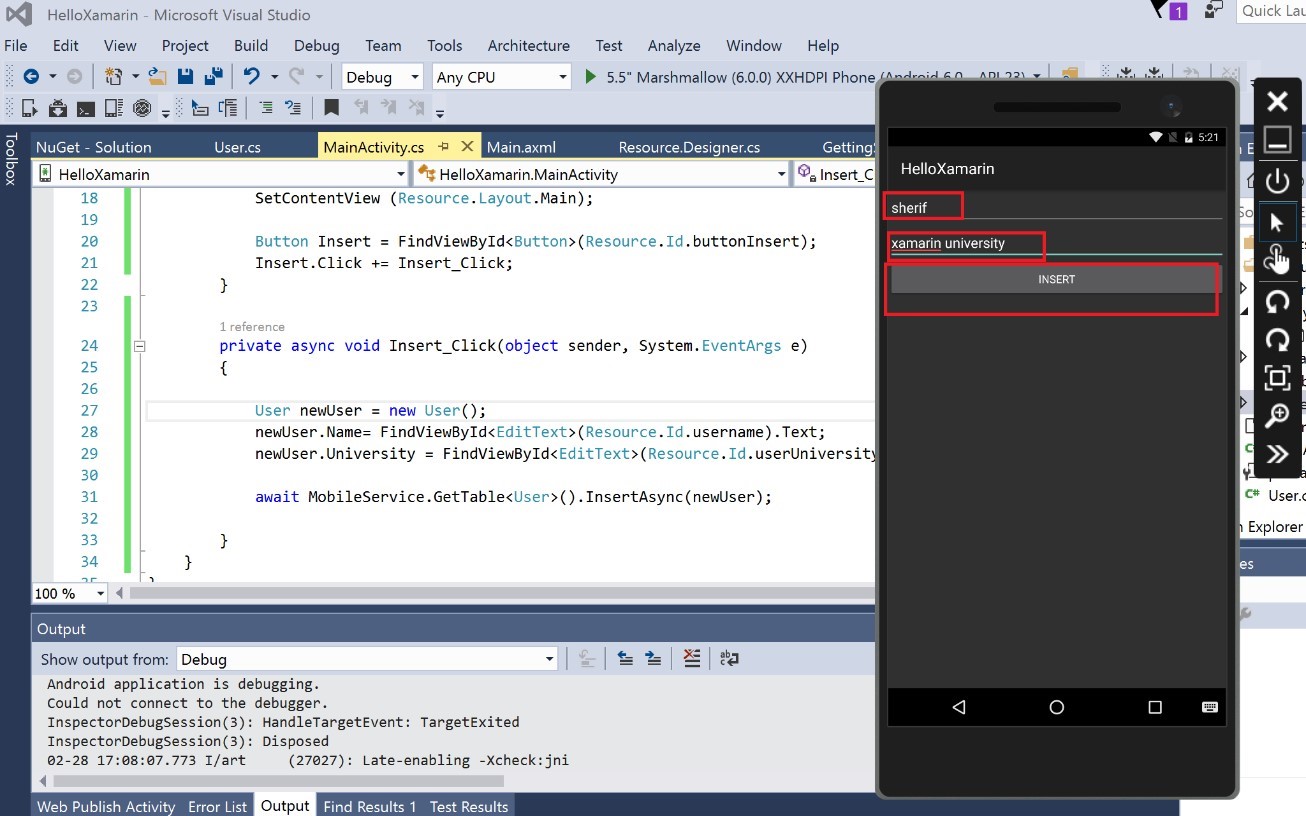 HelloXamarin - Microsoft Visual Studio
1
Quick Lau
File Edit View Project Build Debug Team Tools Architecture Test Analyze Window Help
Debug Any CPU 5.5" Marshmallow (6.0.0) XXHDPI Phone (Android 6.0 API 23)
Toolbox
NuGet - Solution User.cs MainActivity.cs Main.axml Resource.Designer.cs GettingS
HelloXamarin HelloXamarin.MainActivity Insert_C
18 SetContentView (Resource.Layout.Main);
19
20 Button Insert = FindViewById<Button>(Resource.Id.buttonInsert);
21 Insert.Click += Insert_Click;
22 }
23
1 reference
24 private async void Insert_Click(object sender, System.EventArgs e)
25 {
26
27 User newUser = new User();
28 newUser.Name= FindViewById<EditText>(Resource.Id.username).Text;
29 newUser.University = FindViewById<EditText>(Resource.Id.userUniversity
30
31 await MobileService.GetTable<User>().InsertAsync(newUser);
32
33 }
34 }
100 %
Output
Show output from: Debug
Android application is debugging.
Could not connect to the debugger.
InspectorDebugSession(3): HandleTargetEvent: TargetExited
InspectorDebugSession(3): Disposed
02-28 17:08:07.773 I/art (27027): Late-enabling -Xcheck:jni
Web Publish Activity Error List Output Find Results 1 Test Results
5:21
HelloXamarin
sherif
xamarin university
INSERT
User.c
Explorer
es